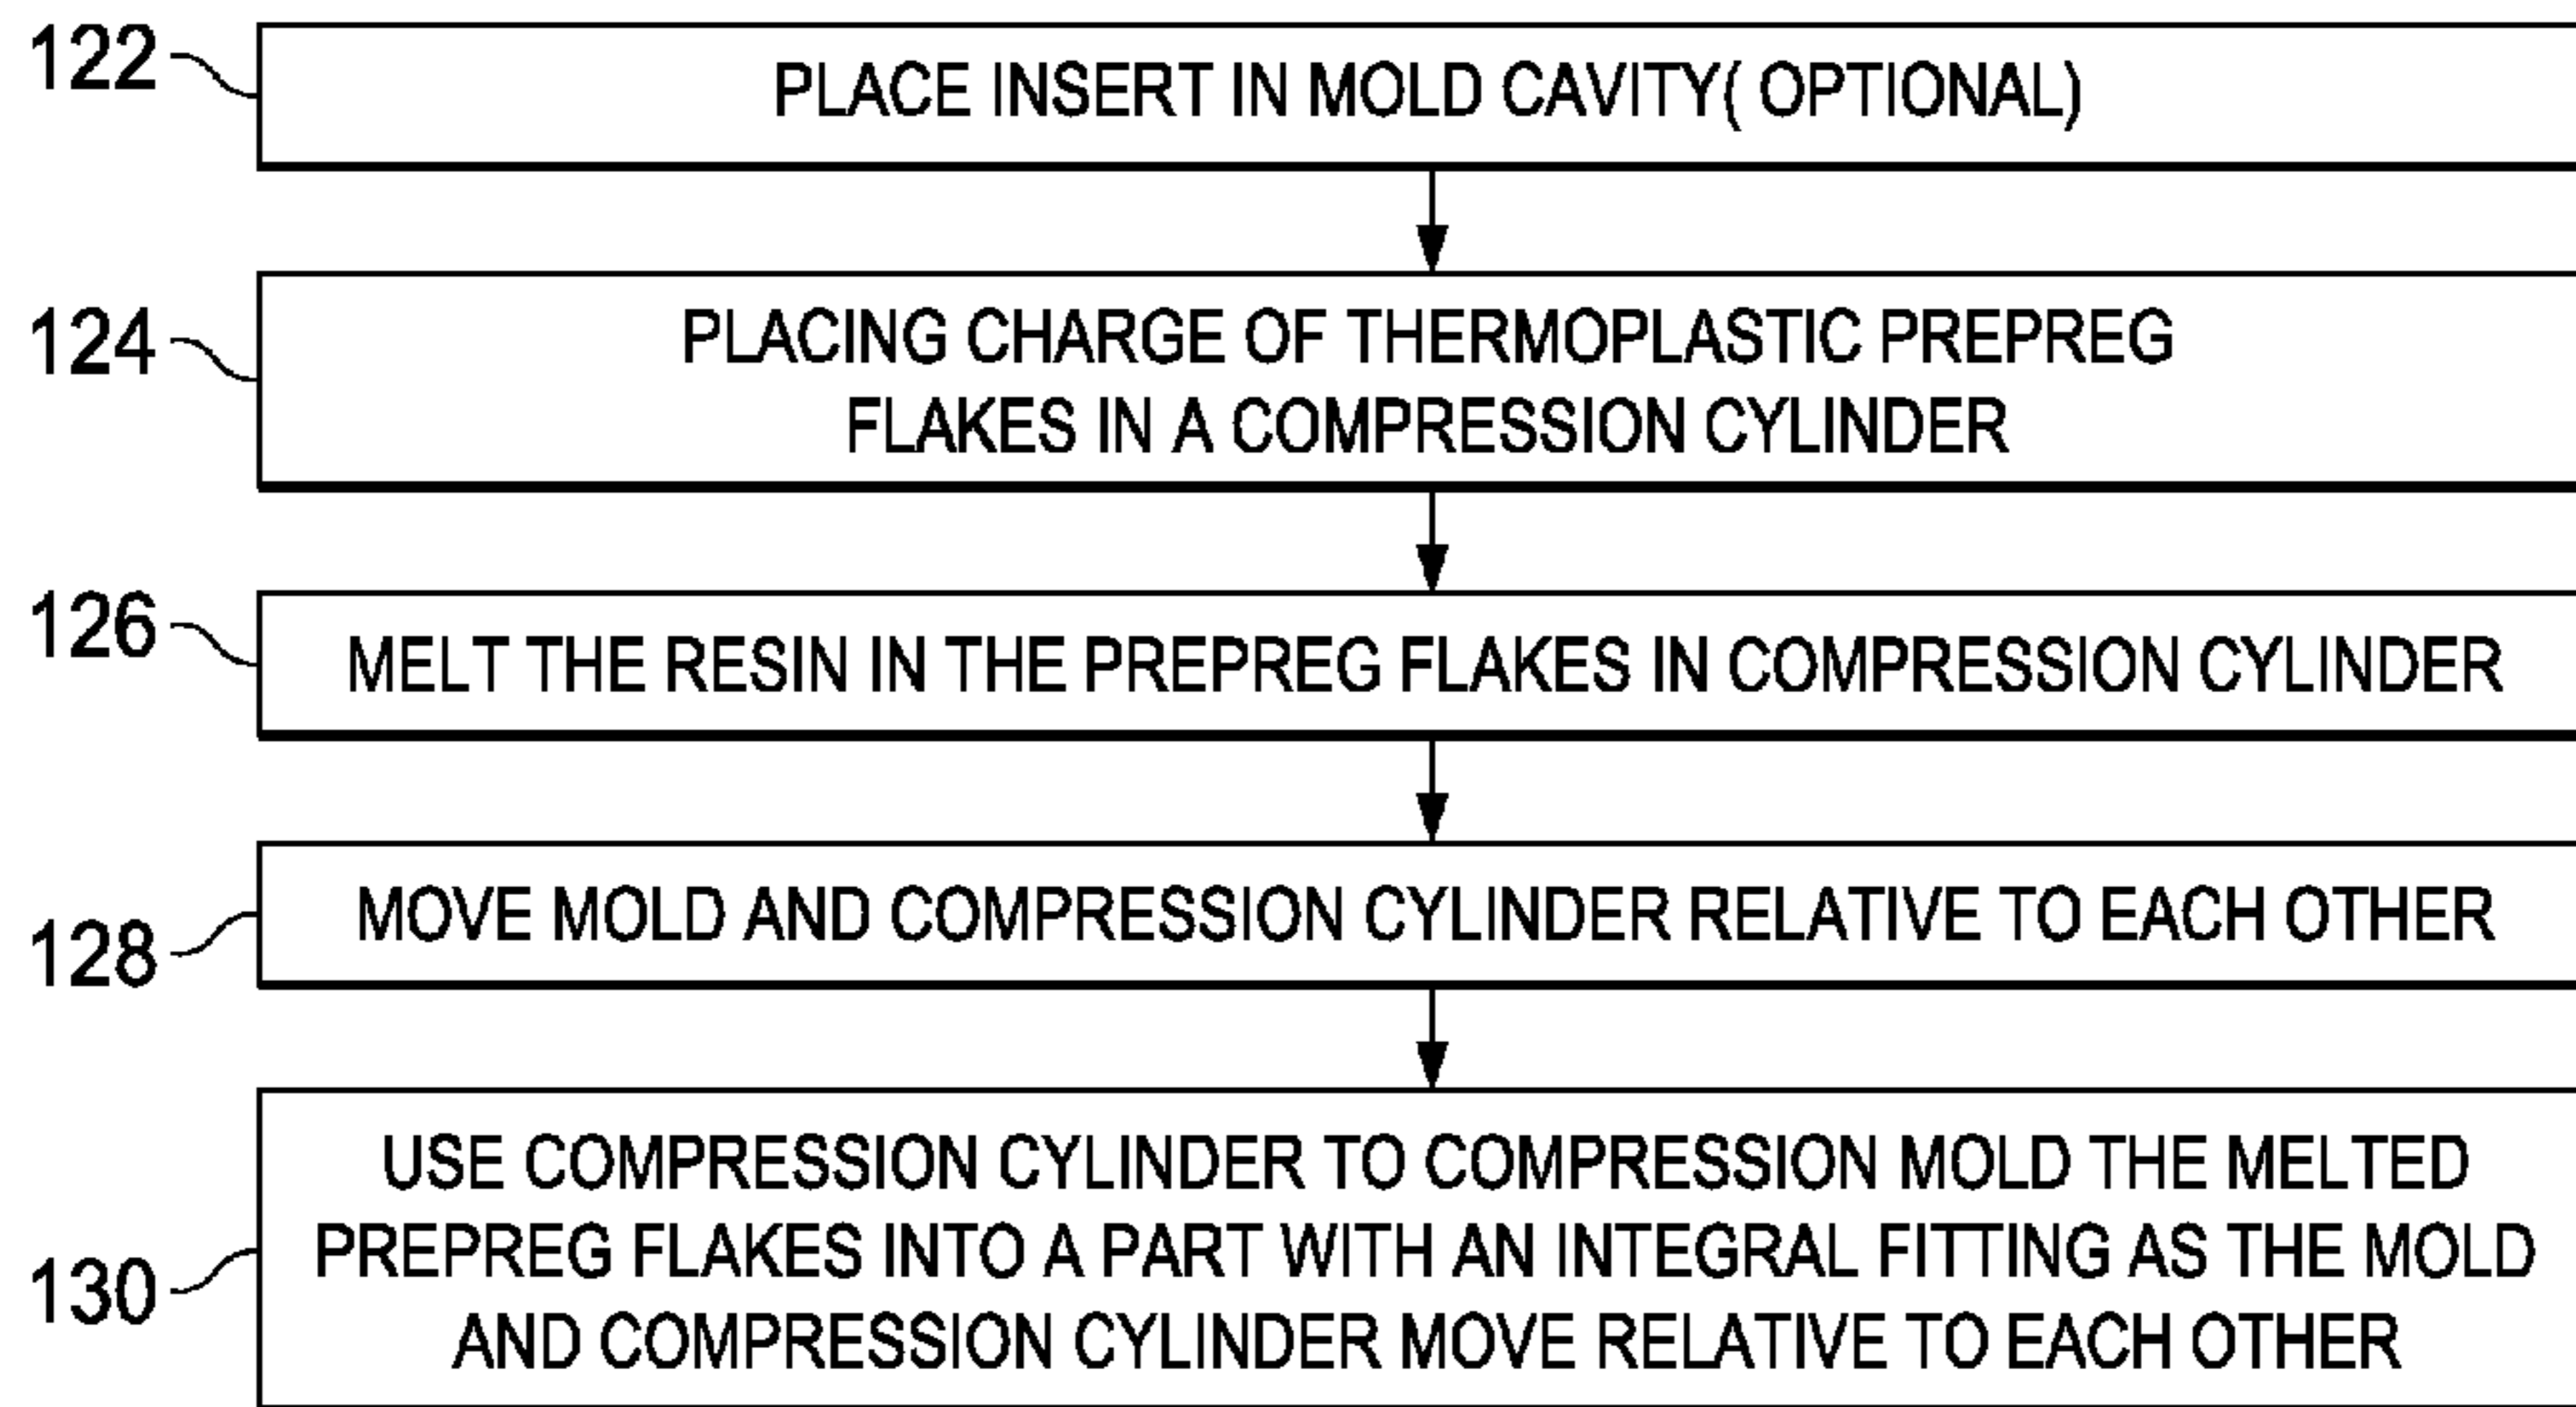 122
PLACE INSERT IN MOLD CAVITY( OPTIONAL)
124
PLACING CHARGE OF THERMOPLASTIC PREPREG
FLAKES IN A COMPRESSION CYLINDER
126
MELT THE RESIN IN THE PREPREG FLAKES IN COMPRESSION CYLINDER
128
MOVE MOLD AND COMPRESSION CYLINDER RELATIVE TO EACH OTHER
130
USE COMPRESSION CYLINDER TO COMPRESSION MOLD THE MELTED
PREPREG FLAKES INTO A PART WITH AN INTEGRAL FITTING AS THE MOLD
AND COMPRESSION CYLINDER MOVE RELATIVE TO EACH OTHER